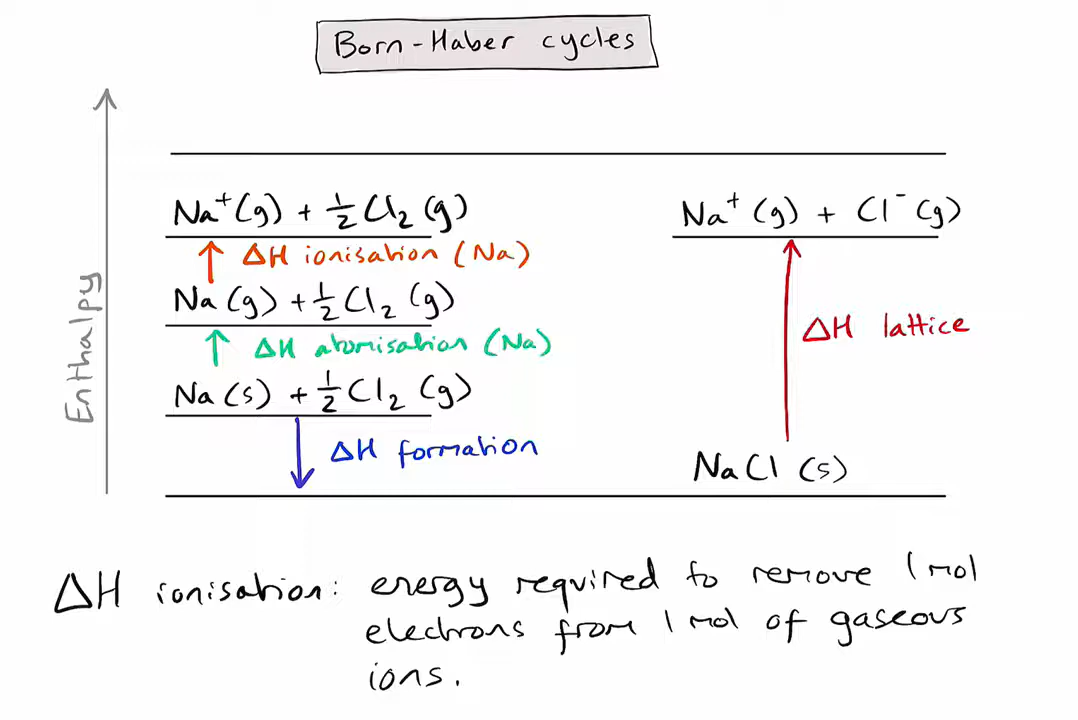 Born-Haber cycles
Enthalpy
Na⁺(g) + ½Cl₂(g)
ΔH ionisation (Na)
Na(g) + ½Cl₂(g)
ΔH atomisation (Na)
Na(s) + ½Cl₂(g)
ΔH formation
Na⁺(g) + Cl⁻(g)
ΔH lattice
NaCl(s)
ΔH ionisation: energy required to remove 1 mol
electrons from 1 mol of gaseous
ions.